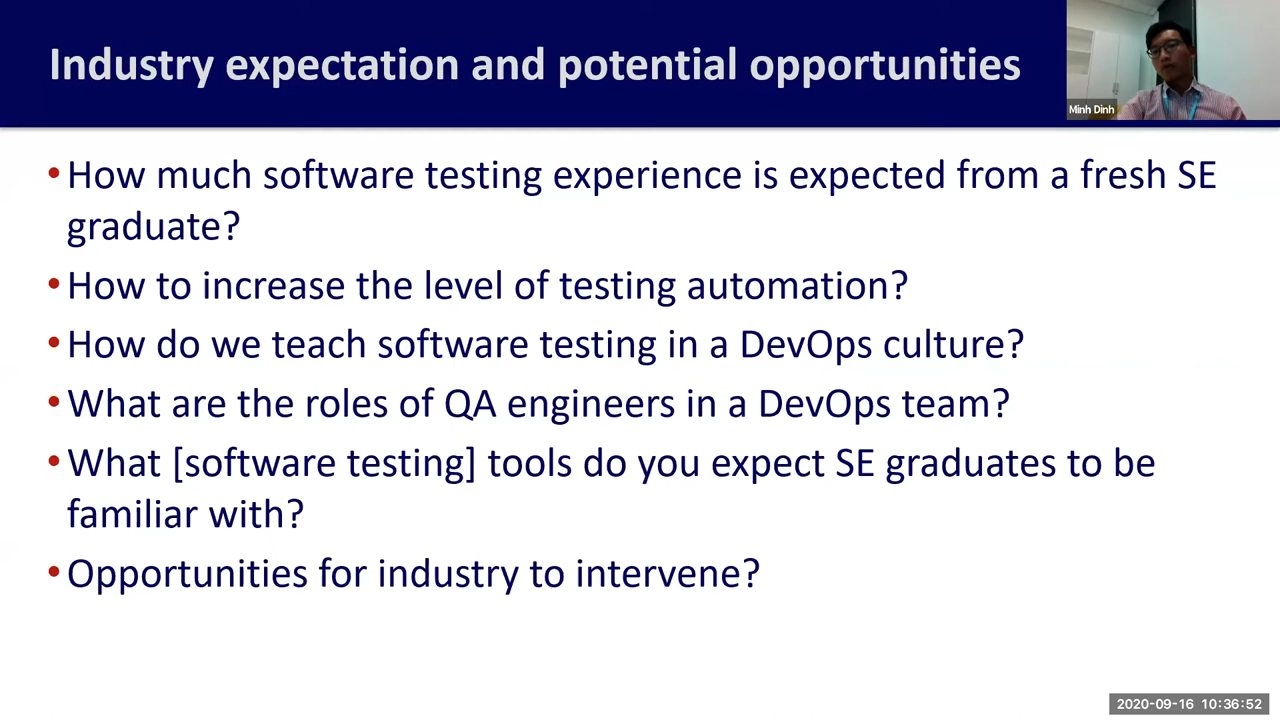 Industry expectation and potential opportunities
Minh Dinh
•How much software testing experience is expected from a fresh SE
graduate?
•How to increase the level of testing automation?
•How do we teach software testing in a DevOps culture?
•What are the roles of QA engineers in a DevOps team?
•What [software testing] tools do you expect SE graduates to be
familiar with?
•Opportunities for industry to intervene?
2020-09-16 10:36:52